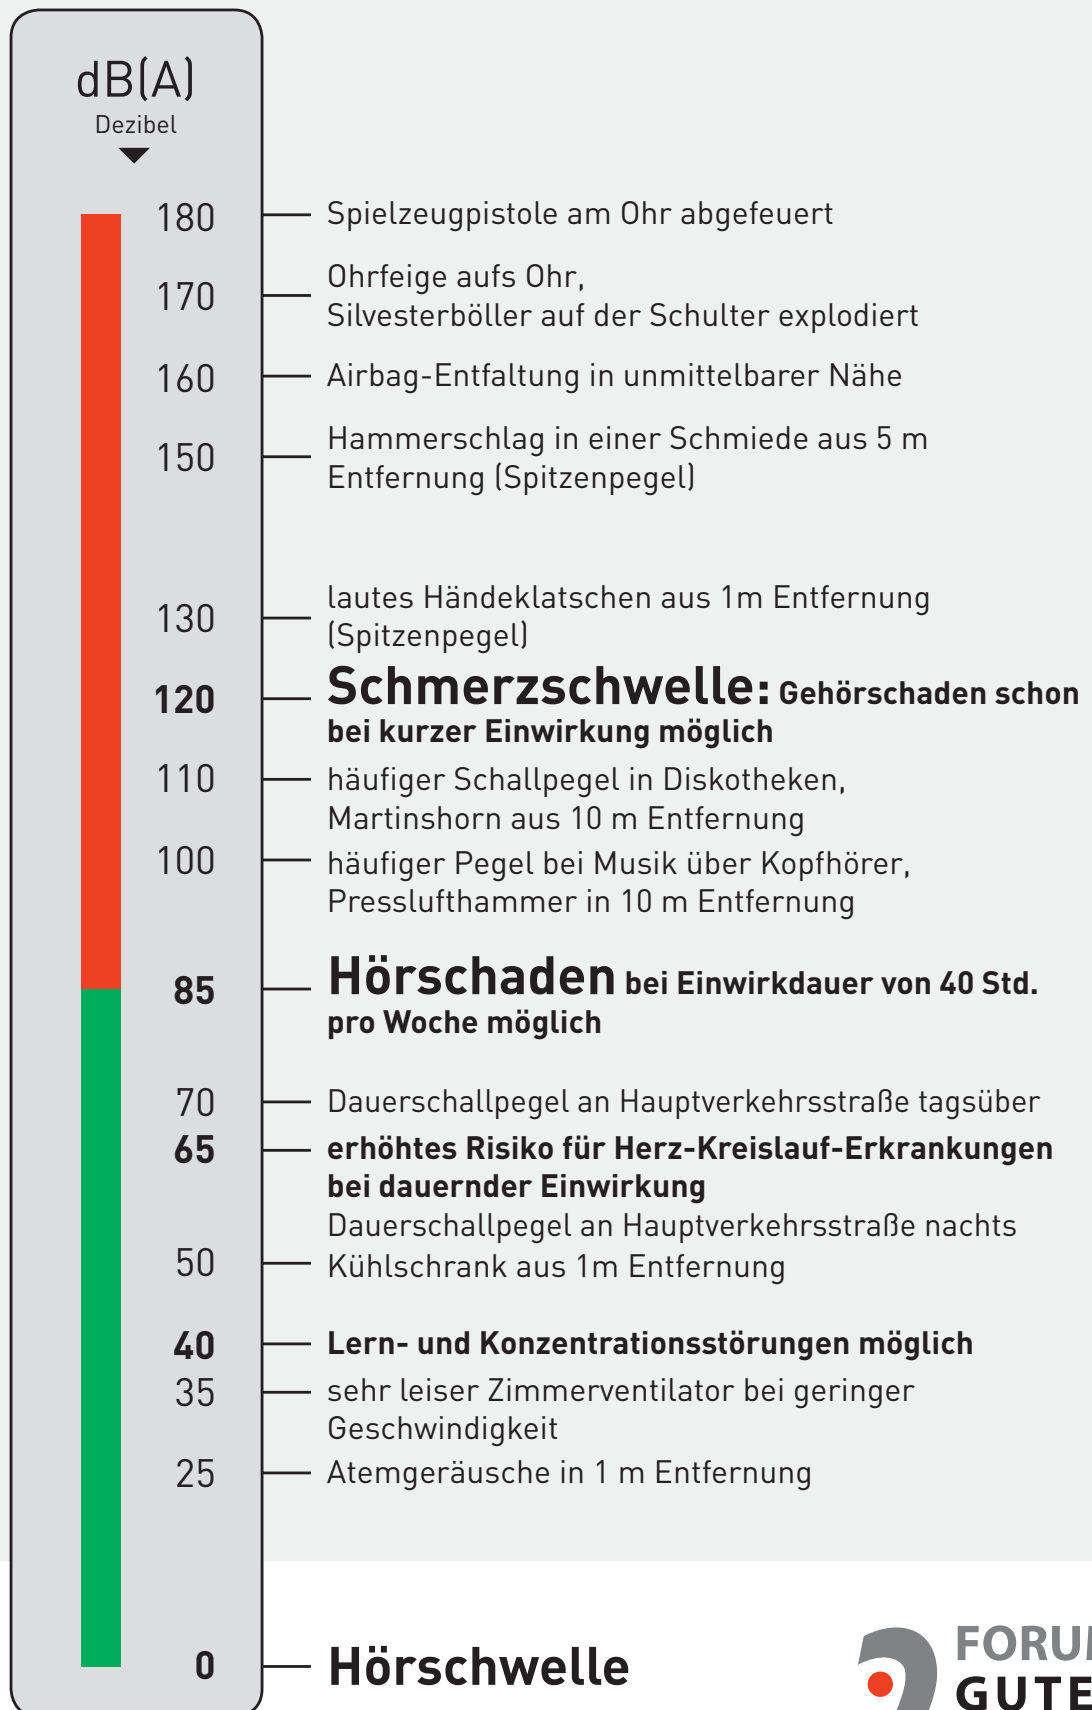 dB(A)
Dezibel
180 Spielzeugpistole am Ohr abgefeuert
170 Ohrfeige aufs Ohr,
Silvesterböller auf der Schulter explodiert
160 Airbag-Entfaltung in unmittelbarer Nähe
150 Hammerschlag in einer Schmiede aus 5 m
Entfernung (Spitzenpegel)
130 lautes Händeklatschen aus 1m Entfernung
(Spitzenpegel)
120 Schmerzschwelle: Gehörschaden schon
bei kurzer Einwirkung möglich
110 häufiger Schallpegel in Diskotheken,
Martinshorn aus 10 m Entfernung
100 häufiger Pegel bei Musik über Kopfhörer,
Presslufthammer in 10 m Entfernung
85 Hörschaden bei Einwirkdauer von 40 Std.
pro Woche möglich
70 Dauerschallpegel an Hauptverkehrsstraße tagsüber
65 erhöhtes Risiko für Herz-Kreislauf-Erkrankungen
bei dauernder Einwirkung
Dauerschallpegel an Hauptverkehrsstraße nachts
50 Kühlschrank aus 1m Entfernung
40 Lern- und Konzentrationsstörungen möglich
35 sehr leiser Zimmerventilator bei geringer
Geschwindigkeit
25 Atemgeräusche in 1 m Entfernung
0 Hörschwelle
FORUM
GUTE